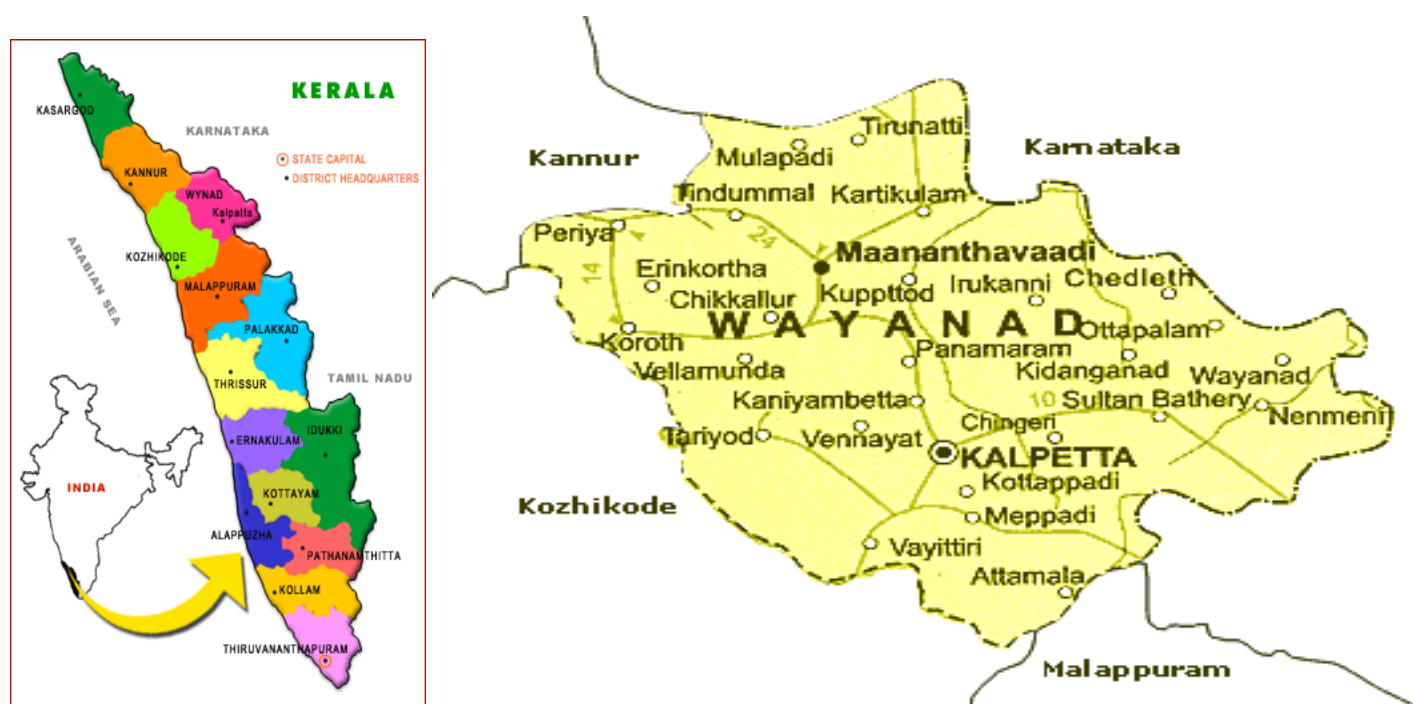 KERALA
KASARGOD
KARNATAKA
STATE CAPITAL
DISTRICT HEADQUARTERS
KANNUR
WYNAD
Kalpatta
ARABIAN SEA
KOZHIKODE
MALAPPURAM
PALAKKAD
TAMIL NADU
THRISSUR
IDUKKI
ERNAKULAM
INDIA
KOTTAYAM
ALAPPUZHA
PATHANAMTHITTA
KOLLAM
THIRUVANANTHAPURAM
Tirunatti
Kannur
Mulapadi
Karnataka
Tindummal
Kartikulam
Periya
4
24
Maananthavaadi
14
Erinkortha
Irukanni
Chedleth
Chikkallur
Kuppttod
WAYANAD
Ottapalam
Koroth
Panamaram
Vellamunda
Kidanganad
Wayanad
Kaniyambetta
10
Sultan Bathery
Nenmeni
Chingeri
Tariyod
Vennayat
KALPETTA
Kottappadi
Kozhikode
Meppadi
Vayittiri
Attamala
Malappuram